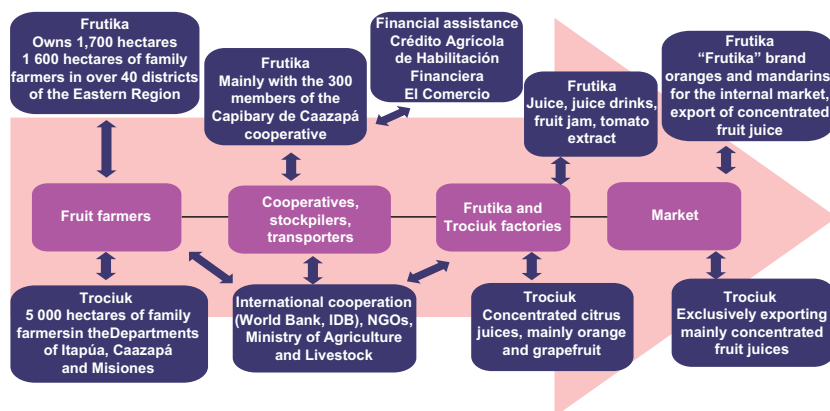 Frutika
Owns 1,700 hectares
1 600 hectares of family
farmers in over 40 districts
of the Eastern Region
Frutika
Mainly with the 300
members of the
Capibary de Caazapá
cooperative
Financial assistance
Crédito Agrícola
de Habilitación
Financiera
El Comercio
Frutika
Juice, juice drinks,
fruit jam, tomato
extract
Frutika
“Frutika” brand
oranges and mandarins
for the internal market,
export of concentrated
fruit juice
Fruit farmers
Cooperatives,
stockpilers,
transporters
Frutika and
Trociuk factories
Market
Trociuk
5 000 hectares of family
farmersin theDepartments
of Itapúa, Caazapá
and Misiones
International cooperation
(World Bank, IDB), NGOs,
Ministry of Agriculture
and Livestock
Trociuk
Concentrated citrus
juices, mainly orange
and grapefruit
Trociuk
Exclusively exporting
mainly concentrated
fruit juices